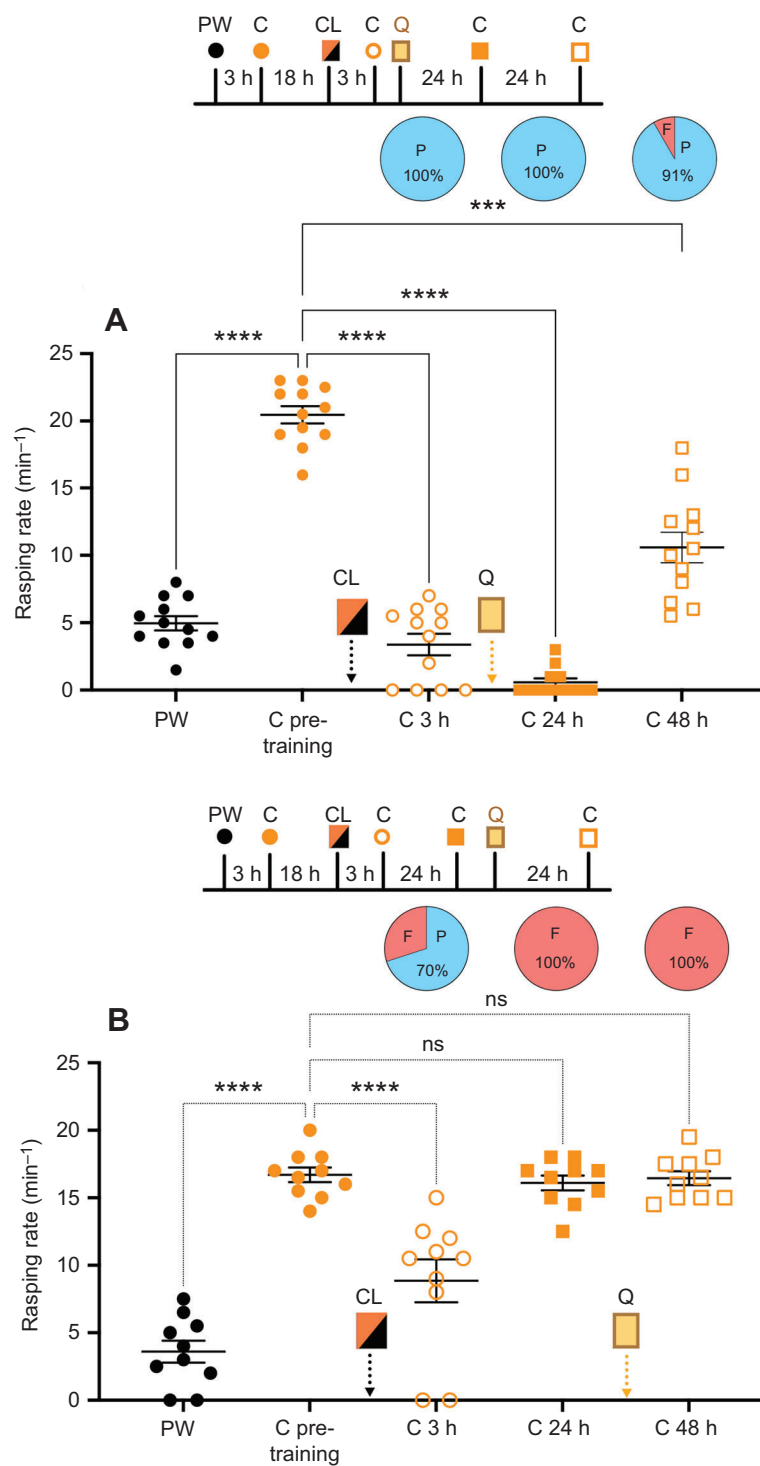 PW C CL C Q C C
3 h 18 h 3 h 24 h 24 h
P 100%
P 100%
F P 91%
***
****
A
**** ****
Rasping rate (min⁻¹)
25
20
15
10
5
0
CL
Q
PW
C pre-training
C 3 h
C 24 h
C 48 h
PW C CL C C Q C
3 h 18 h 3 h 24 h 24 h
F P 70%
F 100%
F 100%
ns
B
ns
**** ****
Rasping rate (min⁻¹)
25
20
15
10
5
0
CL
Q
PW
C pre-training
C 3 h
C 24 h
C 48 h